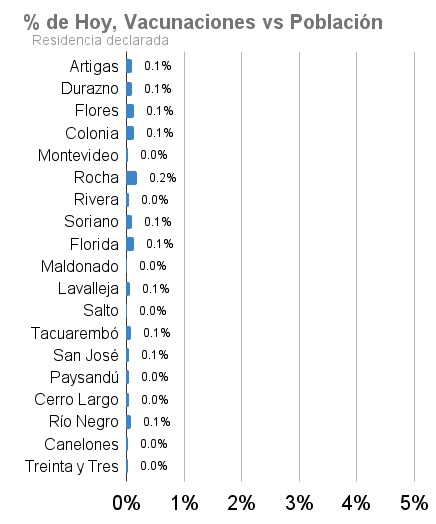 % de Hoy, Vacunaciones vs Población
Residencia declarada
Artigas 0.1%
Durazno 0.1%
Flores 0.1%
Colonia 0.1%
Montevideo 0.0%
Rocha 0.2%
Rivera 0.0%
Soriano 0.1%
Florida 0.1%
Maldonado 0.0%
Lavalleja 0.1%
Salto 0.0%
Tacuarembó 0.1%
San José 0.1%
Paysandú 0.0%
Cerro Largo 0.0%
Río Negro 0.1%
Canelones 0.0%
Treinta y Tres 0.0%
0% 1% 2% 3% 4% 5%